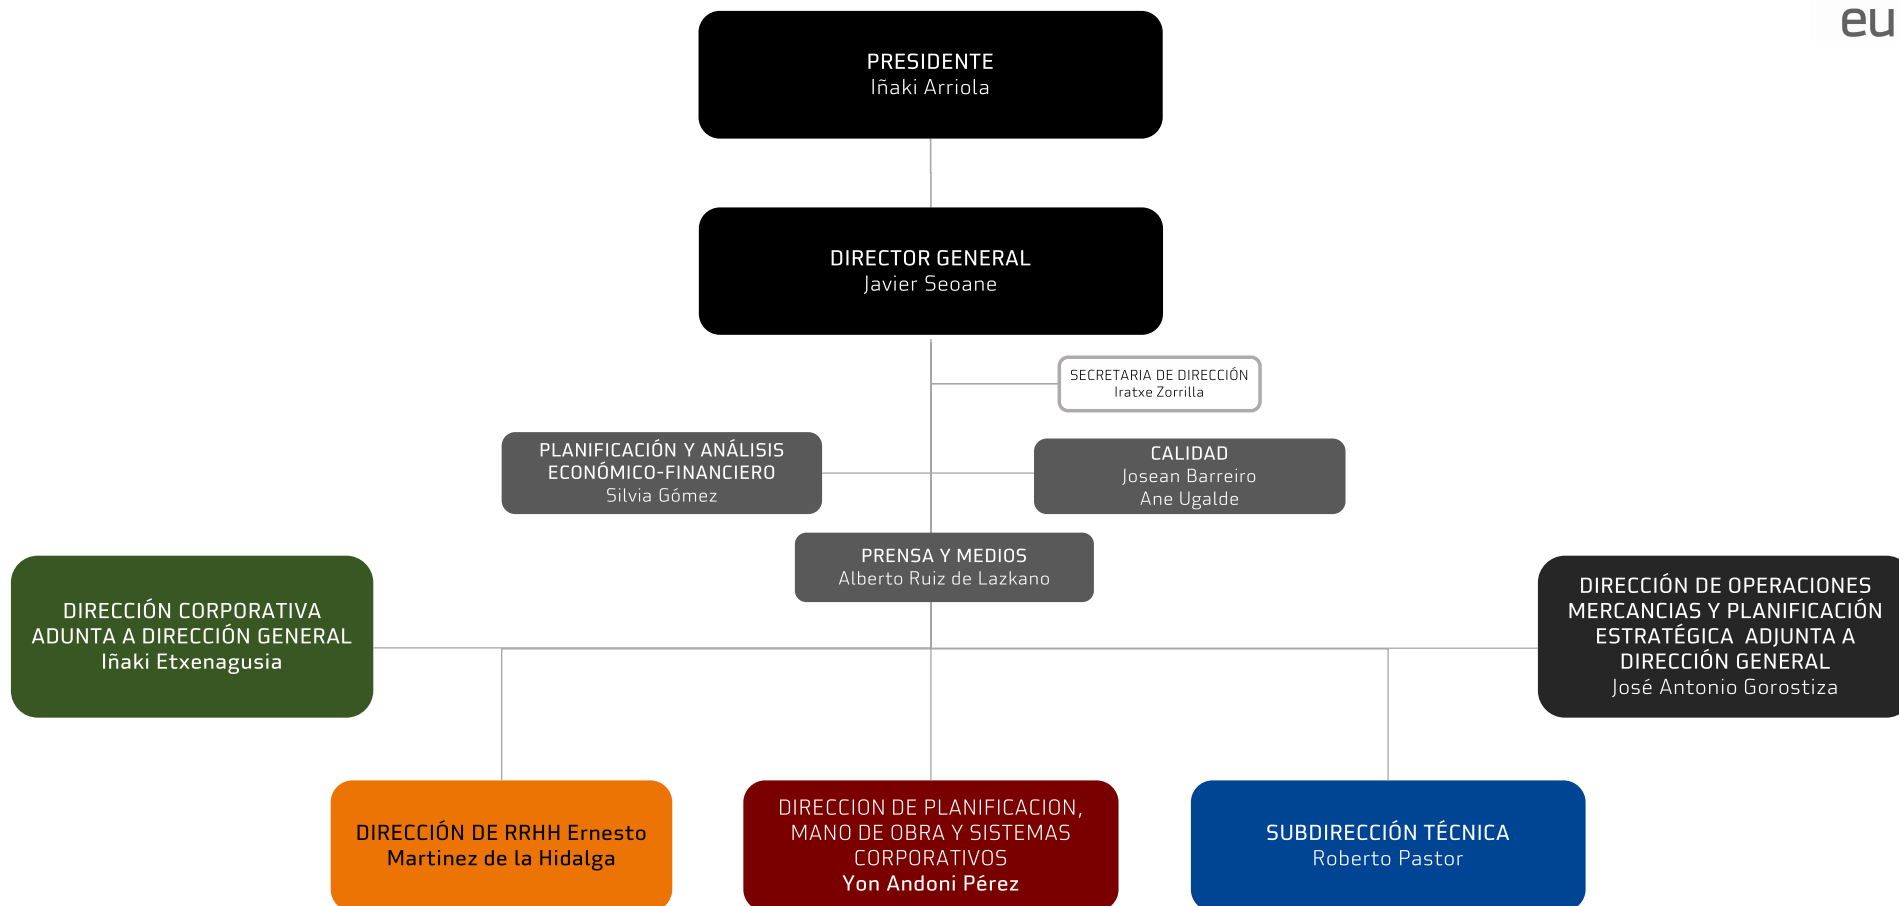 eu
PRESIDENTE
Iñaki Arriola
DIRECTOR GENERAL
Javier Seoane
SECRETARIA DE DIRECCIÓN
Iratxe Zorrilla
PLANIFICACIÓN Y ANÁLISIS
ECONÓMICO-FINANCIERO
Silvia Gómez
CALIDAD
Josean Barreiro
Ane Ugalde
PRENSA Y MEDIOS
Alberto Ruiz de Lazkano
DIRECCIÓN CORPORATIVA
ADUNTA A DIRECCIÓN GENERAL
Iñaki Etxenagusia
DIRECCIÓN DE OPERACIONES
MERCANCIAS Y PLANIFICACIÓN
ESTRATÉGICA ADJUNTA A
DIRECCIÓN GENERAL
José Antonio Gorostiza
DIRECCIÓN DE RRHH Ernesto
Martinez de la Hidalga
DIRECCION DE PLANIFICACION,
MANO DE OBRA Y SISTEMAS
CORPORATIVOS
Yon Andoni Pérez
SUBDIRECCIÓN TÉCNICA
Roberto Pastor